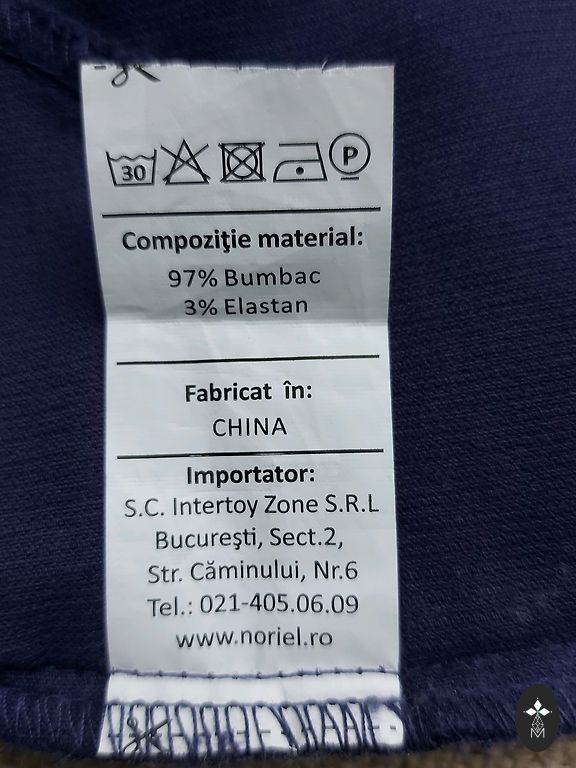 30
P
Compoziţie material:
97% Bumbac
3% Elastan
Fabricat în:
CHINA
Importator:
S.C. Intertoy Zone S.R.L
Bucureşti, Sect.2,
Str. Căminului, Nr.6
Tel.: 021-405.06.09
www.noriel.ro
M